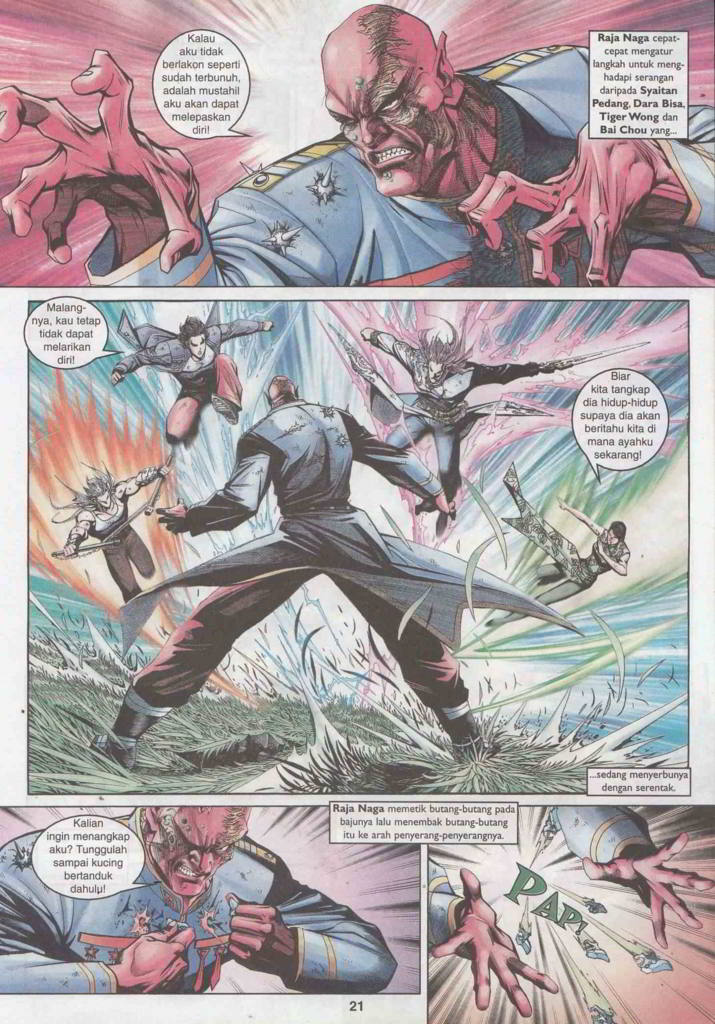 Kalau
aku tidak
berlakon seperti
sudah terbunuh,
adalah mustahil
aku akan dapat
melepaskan
diri!
Raja Naga cepat-
cepat mengatur
langkah untuk meng-
hadapi serangan
daripada Syaitan
Pedang, Dara Bisa,
Tiger Wong dan
Bai Chou yang...
Malang-
nya, kau tetap
tidak dapat
melarikan
diri!
Biar
kita tangkap
dia hidup-hidup
supaya dia akan
beritahu kita di
mana ayahku
sekarang!
...sedang menyerbunya
dengan serentak.
Kalian
ingin menangkap
aku? Tunggulah
sampai kucing
bertanduk
dahulu!
Raja Naga memetik butang-butang pada
bajunya lalu menembak butang-butang
itu ke arah penyerang-penyerangnya.
PAP!
21